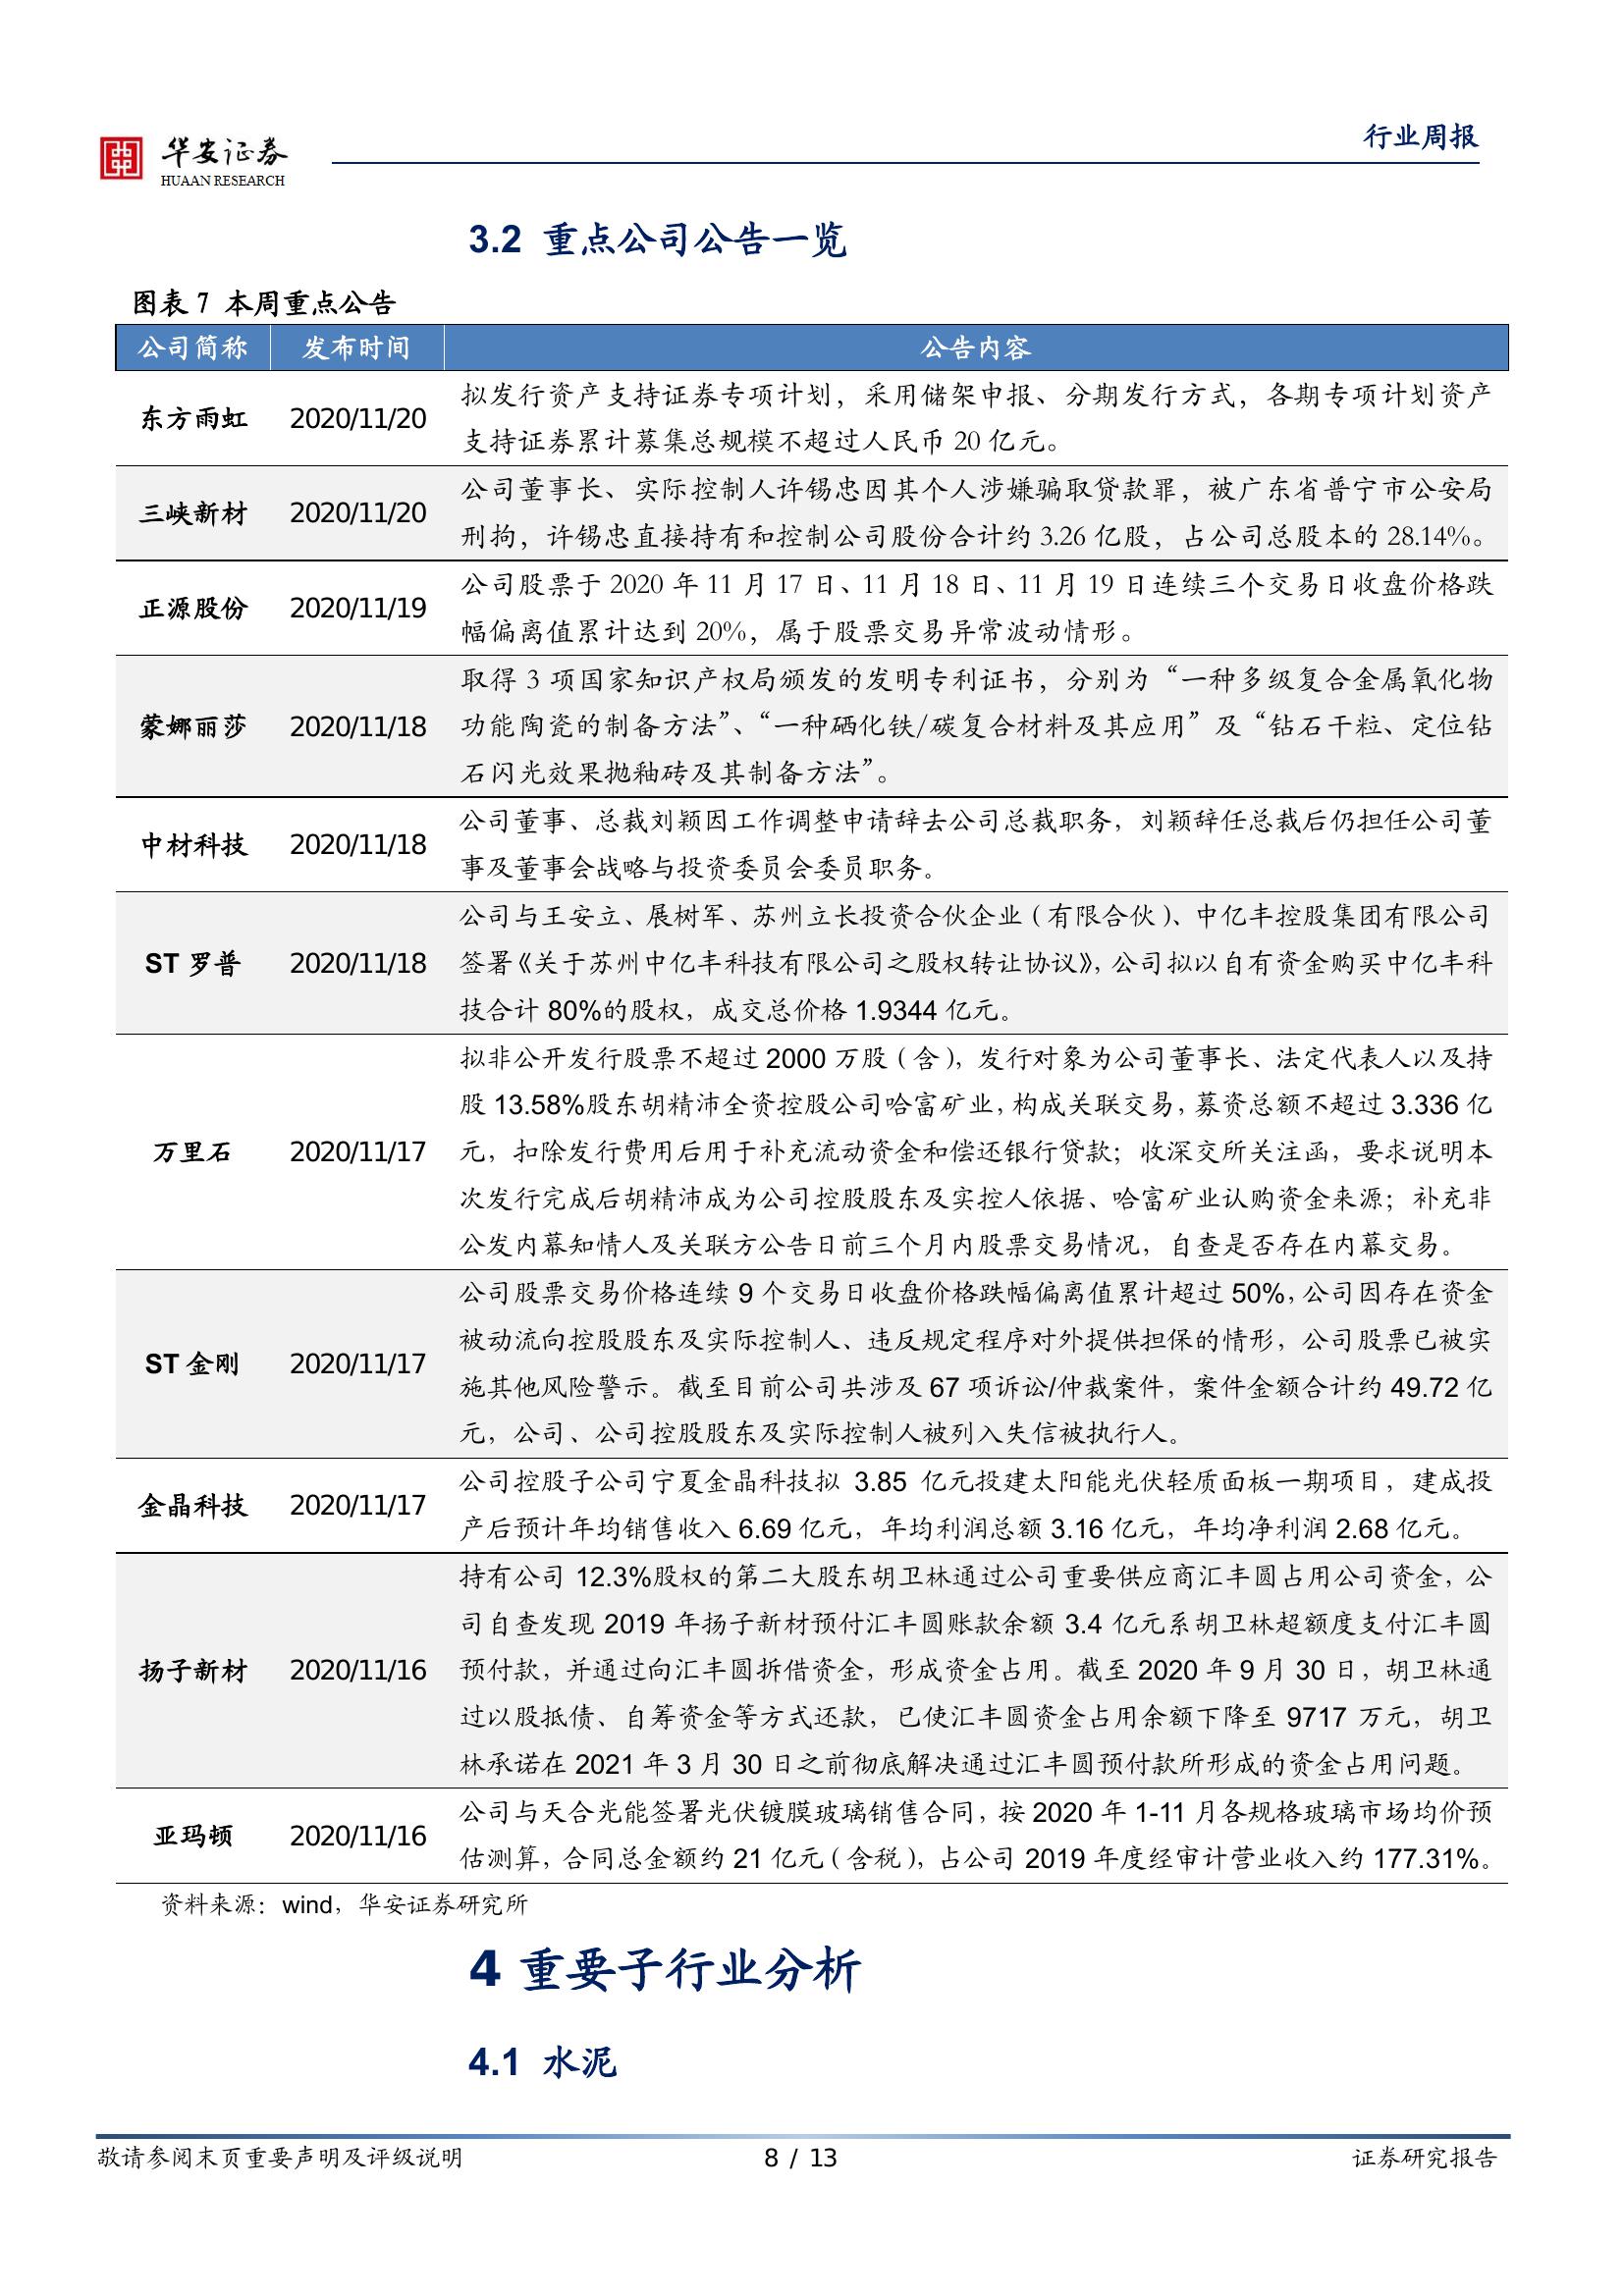 华安证券
HUAAN RESEARCH
行业周报
3.2 重点公司公告一览
图表 7 本周重点公告
公司简称 发布时间 公告内容
东方雨虹 2020/11/20 拟发行资产支持证券专项计划，采用储架申报、分期发行方式，各期专项计划资产
支持证券累计募集总规模不超过人民币 20 亿元。
三峡新材 2020/11/20 公司董事长、实际控制人许锡忠因其个人涉嫌骗取贷款罪，被广东省普宁市公安局
刑拘，许锡忠直接持有和控制公司股份合计约 3.26 亿股，占公司总股本的 28.14%。
正源股份 2020/11/19 公司股票于 2020 年 11 月 17 日、11 月 18 日、11 月 19 日连续三个交易日收盘价格跌
幅偏离值累计达到 20%，属于股票交易异常波动情形。
蒙娜丽莎 2020/11/18 取得 3 项国家知识产权局颁发的发明专利证书，分别为“一种多级复合金属氧化物
功能陶瓷的制备方法”、“一种硒化铁/碳复合材料及其应用”及“钻石干粒、定位钻
石闪光效果抛釉砖及其制备方法”。
中材科技 2020/11/18 公司董事、总裁刘颖因工作调整申请辞去公司总裁职务，刘颖辞任总裁后仍担任公司董
事及董事会战略与投资委员会委员职务。
ST 罗普 2020/11/18 公司与王安立、展树军、苏州立长投资合伙企业（有限合伙）、中亿丰控股集团有限公司
签署《关于苏州中亿丰科技有限公司之股权转让协议》，公司拟以自有资金购买中亿丰科
技合计 80%的股权，成交总价格 1.9344 亿元。
万里石 2020/11/17 拟非公开发行股票不超过 2000 万股（含），发行对象为公司董事长、法定代表人以及持
股 13.58%股东胡精沛全资控股公司哈富矿业，构成关联交易，募资总额不超过 3.336 亿
元，扣除发行费用后用于补充流动资金和偿还银行贷款；收深交所关注函，要求说明本
次发行完成后胡精沛成为公司控股股东及实控人依据、哈富矿业认购资金来源；补充非
公发内幕知情人及关联方公告日前三个月内股票交易情况，自查是否存在内幕交易。
ST 金刚 2020/11/17 公司股票交易价格连续 9 个交易日收盘价格跌幅偏离值累计超过 50%，公司因存在资金
被动流向控股股东及实际控制人、违反规定程序对外提供担保的情形，公司股票已被实
施其他风险警示。截至目前公司共涉及 67 项诉讼/仲裁案件，案件金额合计约 49.72 亿
元，公司、公司控股股东及实际控制人被列入失信被执行人。
金晶科技 2020/11/17 公司控股子公司宁夏金晶科技拟 3.85 亿元投建太阳能光伏轻质面板一期项目，建成投
产后预计年均销售收入 6.69 亿元，年均利润总额 3.16 亿元，年均净利润 2.68 亿元。
扬子新材 2020/11/16 持有公司 12.3%股权的第二大股东胡卫林通过公司重要供应商汇丰圆占用公司资金，公
司自查发现 2019 年扬子新材预付汇丰圆账款余额 3.4 亿元系胡卫林超额度支付汇丰圆
预付款，并通过向汇丰圆拆借资金，形成资金占用。截至 2020 年 9 月 30 日，胡卫林通
过以股抵债、自筹资金等方式还款，已使汇丰圆资金占用余额下降至 9717 万元，胡卫
林承诺在 2021 年 3 月 30 日之前彻底解决通过汇丰圆预付款所形成的资金占用问题。
亚玛顿 2020/11/16 公司与天合光能签署光伏镀膜玻璃销售合同，按 2020 年 1-11 月各规格玻璃市场均价预
估测算，合同总金额约 21 亿元（含税），占公司 2019 年度经审计营业收入约 177.31%。
资料来源：wind，华安证券研究所
4 重要子行业分析
4.1 水泥
敬请参阅末页重要声明及评级说明 8 / 13 证券研究报告